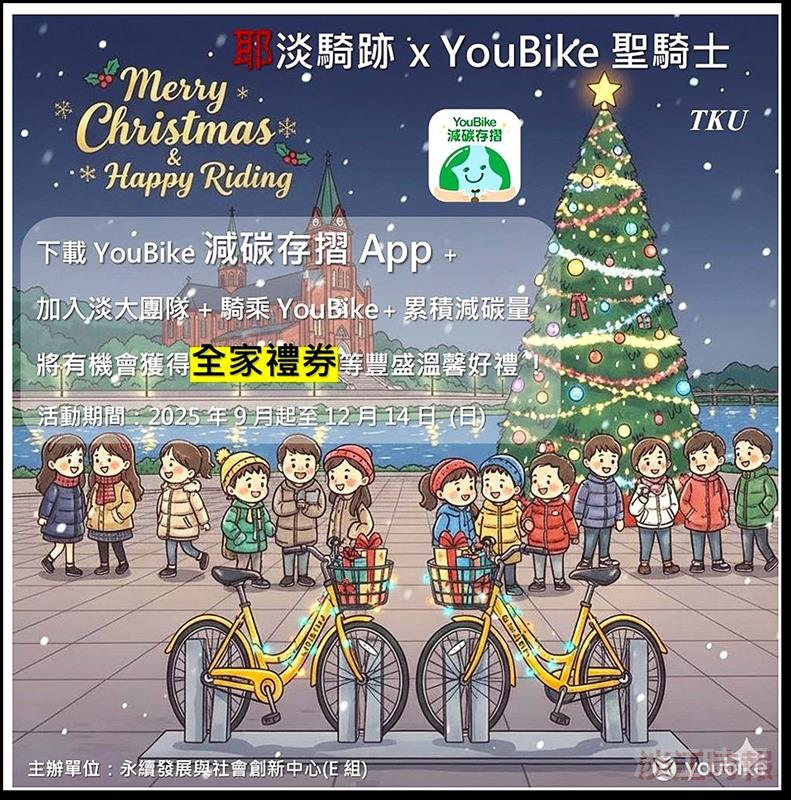 耶淡騎跡 x YouBike 聖騎士
Merry
Christmas
&
Happy Riding
TKU
YouBike
減碳存摺
下載 YouBike 減碳存摺 App +
加入淡大團隊 + 騎乘 YouBike + 累積減碳量，
將有機會獲得全家禮券等豐盛溫馨好禮！
活動期間：2025 年 9 月起至 12 月 14 日 (日)
主辦單位：永續發展與社會創新中心(E 組)
淡江時報
youbike